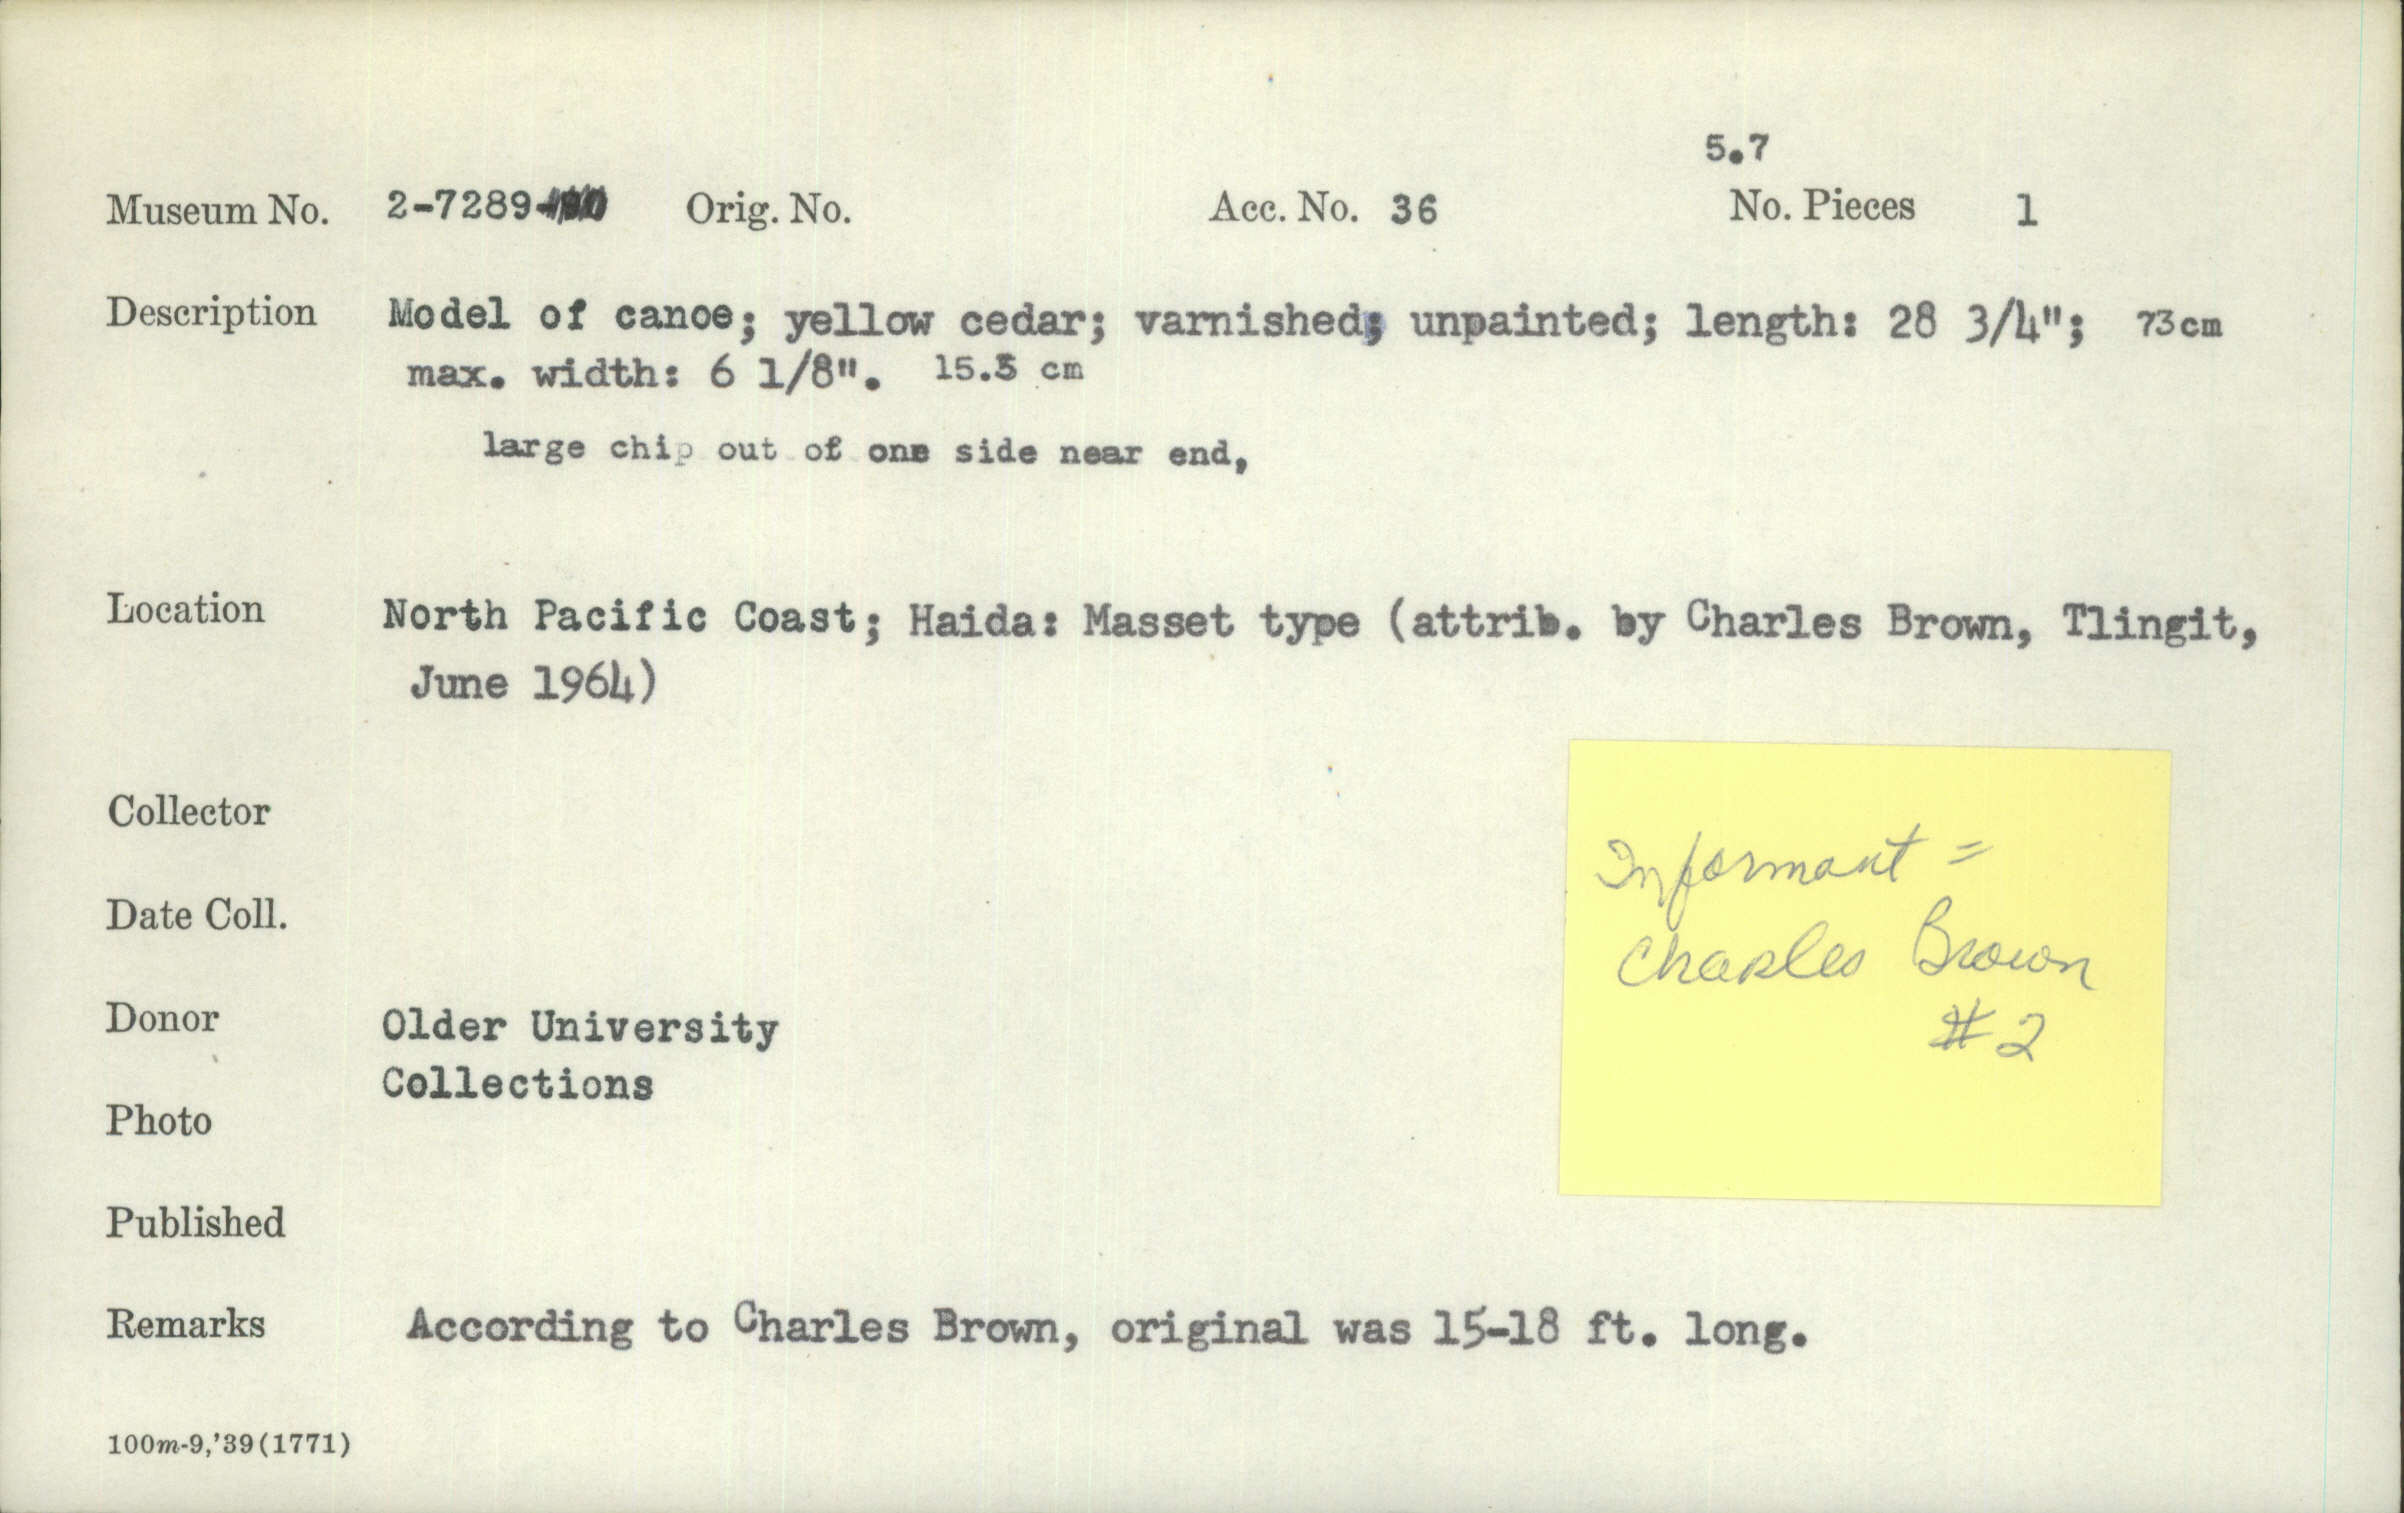 5.7
Museum No. 2-7289 Orig. No. Acc. No. 36 No. Pieces 1
Description Model of canoe; yellow cedar; varnished; unpainted; length: 28 3/4"; 73cm
max. width: 6 1/8". 15.5 cm
large chip out of one side near end,
Location North Pacific Coast; Haida: Masset type (attrib. by Charles Brown, Tlingit,
June 1964)
Collector
Informant =
Charles Brown
#2
Date Coll.
Donor Older University
Collections
Photo
Published
Remarks According to Charles Brown, original was 15-18 ft. long.
100m-9,'39(1771)